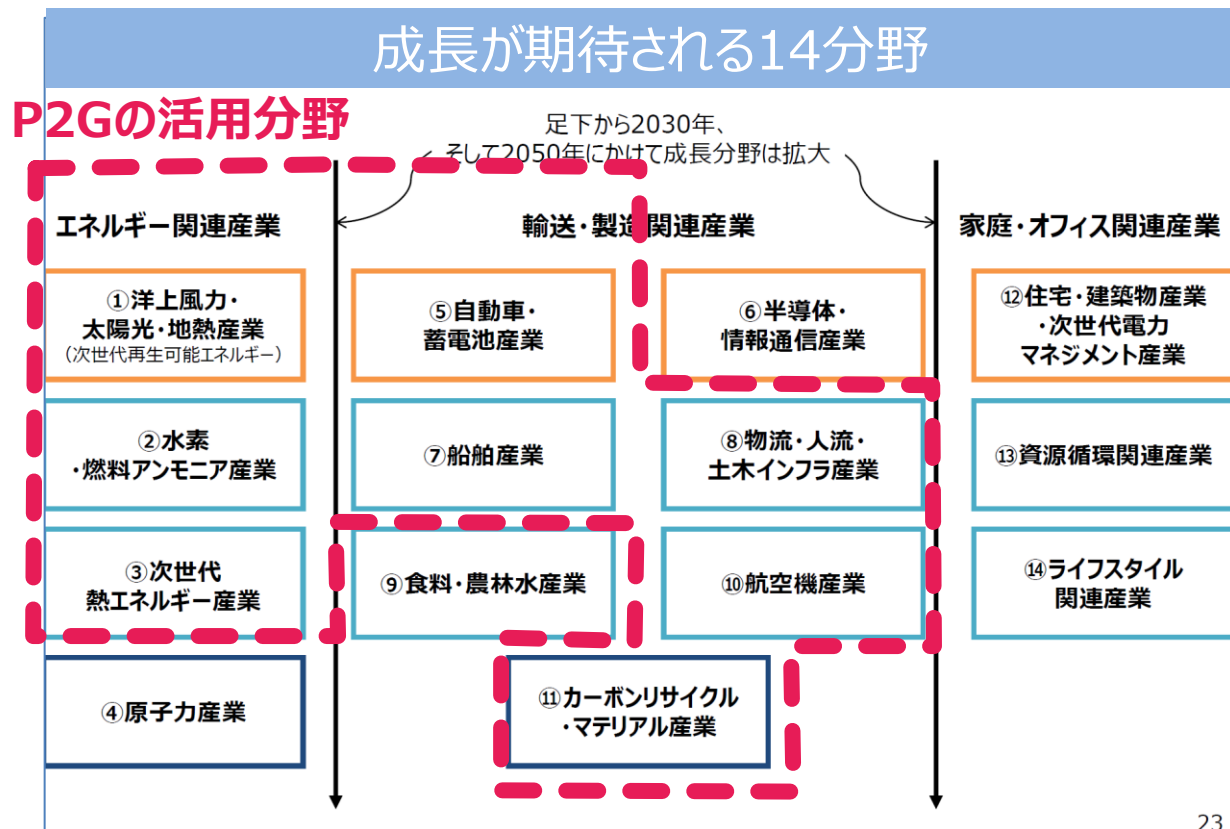 成長が期待される14分野
P2Gの活用分野
足下から2030年、
そして2050年にかけて成長分野は拡大
エネルギー関連産業
輸送・製造関連産業
家庭・オフィス関連産業
①洋上風力・
太陽光・地熱産業
（次世代再生可能エネルギー）
⑤自動車・
蓄電池産業
⑥半導体・
情報通信産業
⑫住宅・建築物産業
・次世代電力
マネジメント産業
②水素
・燃料アンモニア産業
⑦船舶産業
⑧物流・人流・
土木インフラ産業
⑬資源循環関連産業
③次世代
熱エネルギー産業
⑨食料・農林水産業
⑩航空機産業
⑭ライフスタイル
関連産業
④原子力産業
⑪カーボンリサイクル
・マテリアル産業
23